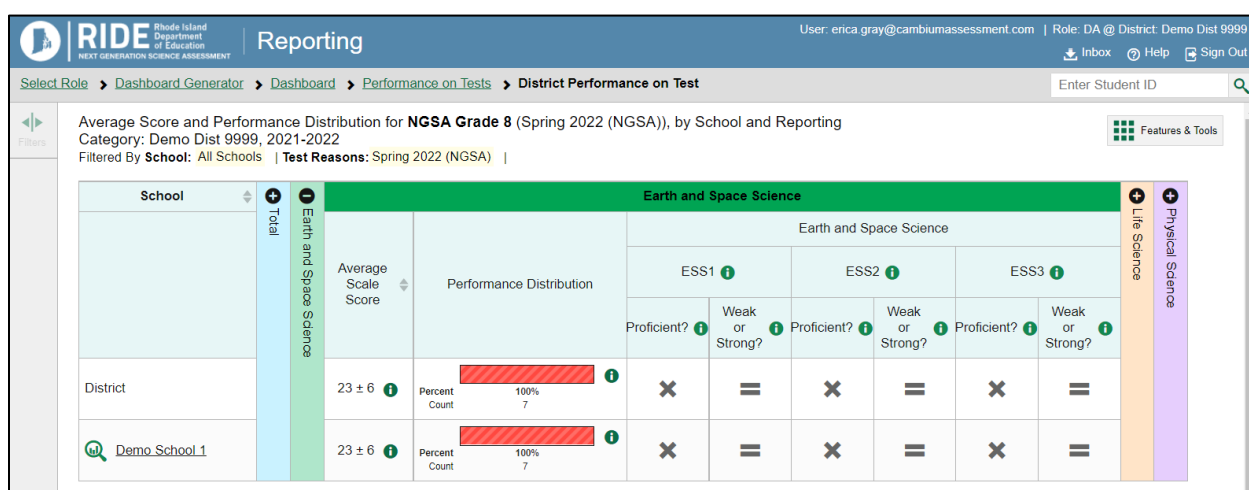 RIDE Rhode Island Department of Education
NEXT GENERATION SCIENCE ASSESSMENT
Reporting
User: erica.gray@cambiumassessment.com | Role: DA @ District: Demo Dist 9999
Inbox Help Sign Out
Select Role Dashboard Generator Dashboard Performance on Tests District Performance on Test
Enter Student ID
Filters
Average Score and Performance Distribution for NGSA Grade 8 (Spring 2022 (NGSA)), by School and Reporting
Category: Demo Dist 9999, 2021-2022
Filtered By School: All Schools | Test Reasons: Spring 2022 (NGSA) |
Features & Tools
School
Total
Earth and Space Science
Earth and Space Science
Life Science
Physical Science
Average Scale Score
Performance Distribution
Earth and Space Science
ESS1 ESS2 ESS3
Proficient? Weak or Strong? Proficient? Weak or Strong? Proficient? Weak or Strong?
District 23 ± 6
Percent 100%
Count 7
Demo School 1 23 ± 6
Percent 100%
Count 7